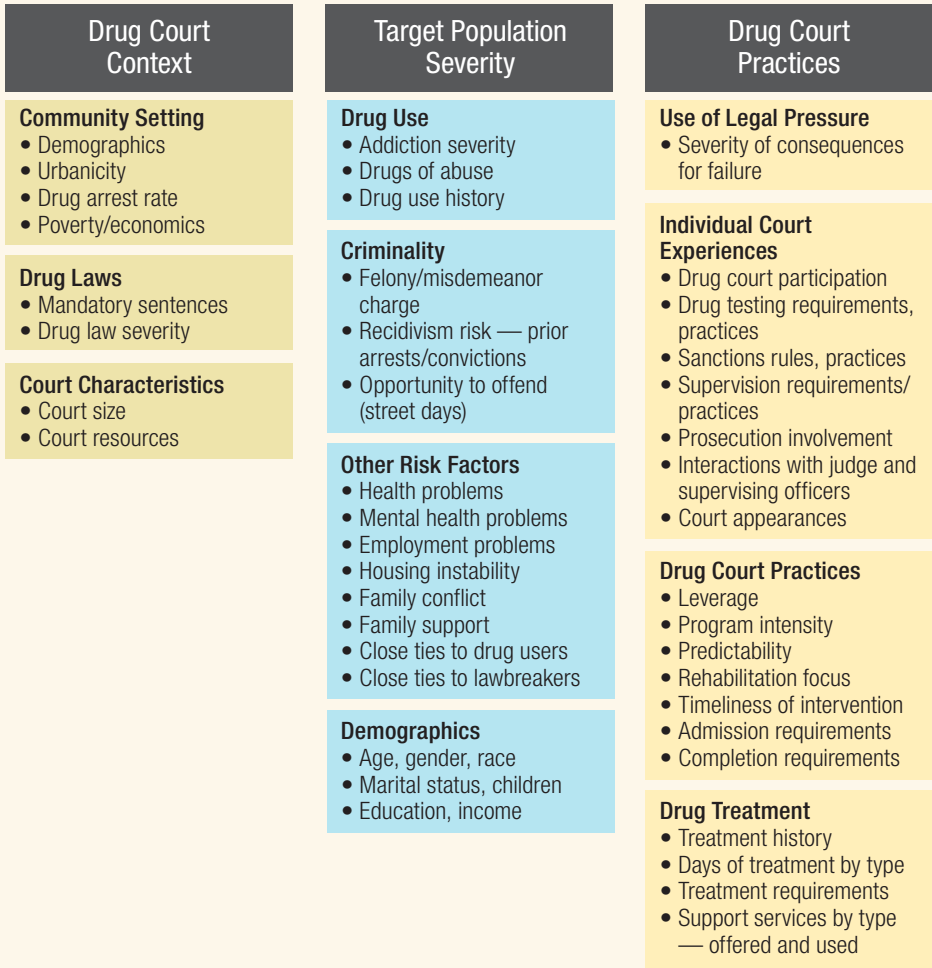 Drug Court
Context
Community Setting
• Demographics
• Urbanicity
• Drug arrest rate
• Poverty/economics
Drug Laws
• Mandatory sentences
• Drug law severity
Court Characteristics
• Court size
• Court resources
Target Population
Severity
Drug Use
• Addiction severity
• Drugs of abuse
• Drug use history
Criminality
• Felony/misdemeanor
charge
• Recidivism risk — prior
arrests/convictions
• Opportunity to offend
(street days)
Other Risk Factors
• Health problems
• Mental health problems
• Employment problems
• Housing instability
• Family conflict
• Family support
• Close ties to drug users
• Close ties to lawbreakers
Demographics
• Age, gender, race
• Marital status, children
• Education, income
Drug Court
Practices
Use of Legal Pressure
• Severity of consequences
for failure
Individual Court
Experiences
• Drug court participation
• Drug testing requirements,
practices
• Sanctions rules, practices
• Supervision requirements/
practices
• Prosecution involvement
• Interactions with judge and
supervising officers
• Court appearances
Drug Court Practices
• Leverage
• Program intensity
• Predictability
• Rehabilitation focus
• Timeliness of intervention
• Admission requirements
• Completion requirements
Drug Treatment
• Treatment history
• Days of treatment by type
• Treatment requirements
• Support services by type
— offered and used